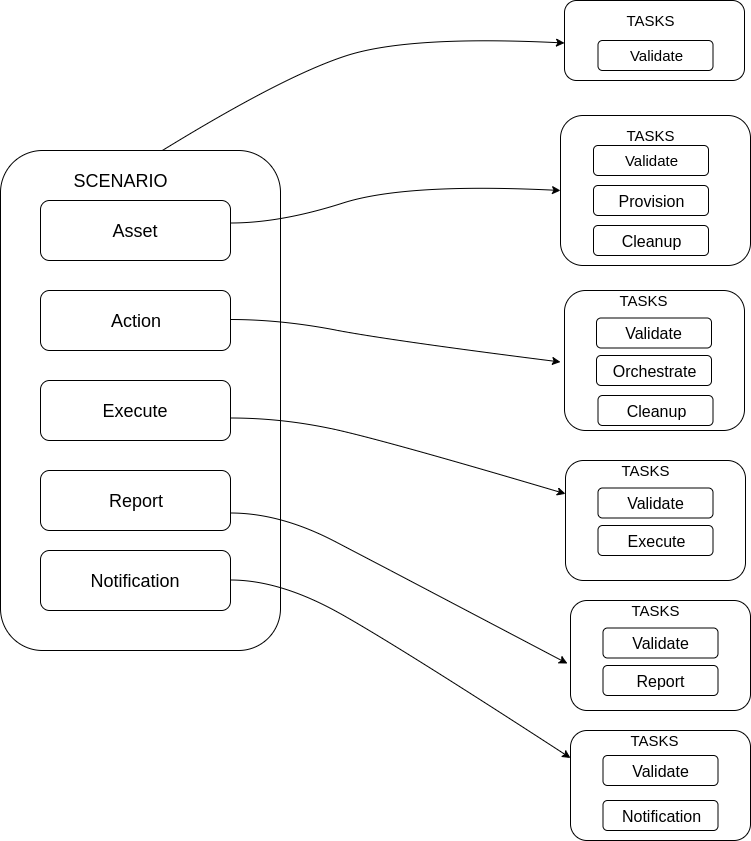 SCENARIO
Asset
Action
Execute
Report
Notification
TASKS
Validate
TASKS
Validate
Provision
Cleanup
TASKS
Validate
Orchestrate
Cleanup
TASKS
Validate
Execute
TASKS
Validate
Report
TASKS
Validate
Notification